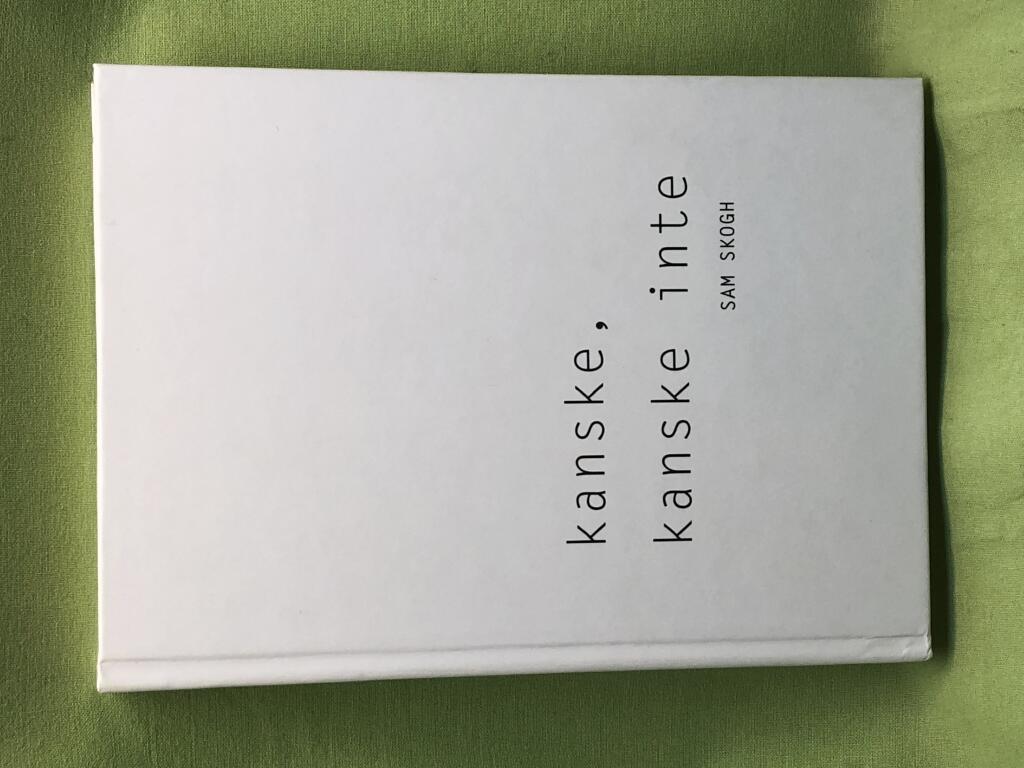 kanske,
kanske inte
SAM SKOGH